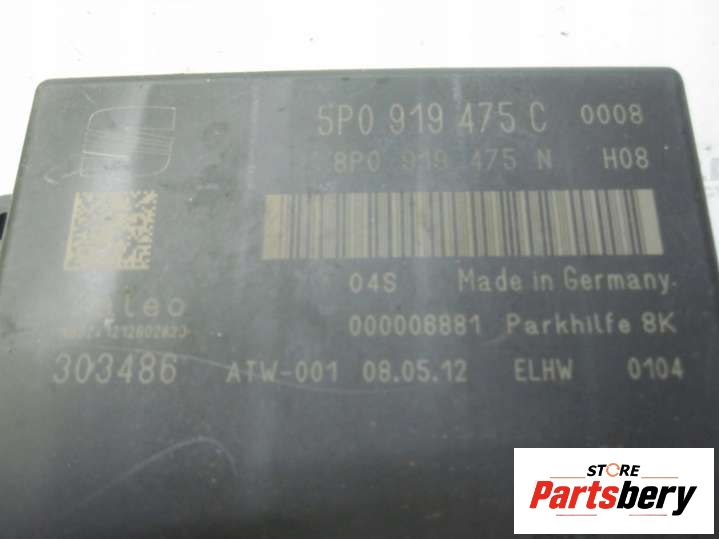 5P0 919 475 C 0008
8P0 919 475 N H08
04S Made in Germany.
000006881 Parkhilfe 8K
303486 ATW-001 08.05.12 ELHW 0104
STORE
Partsbery